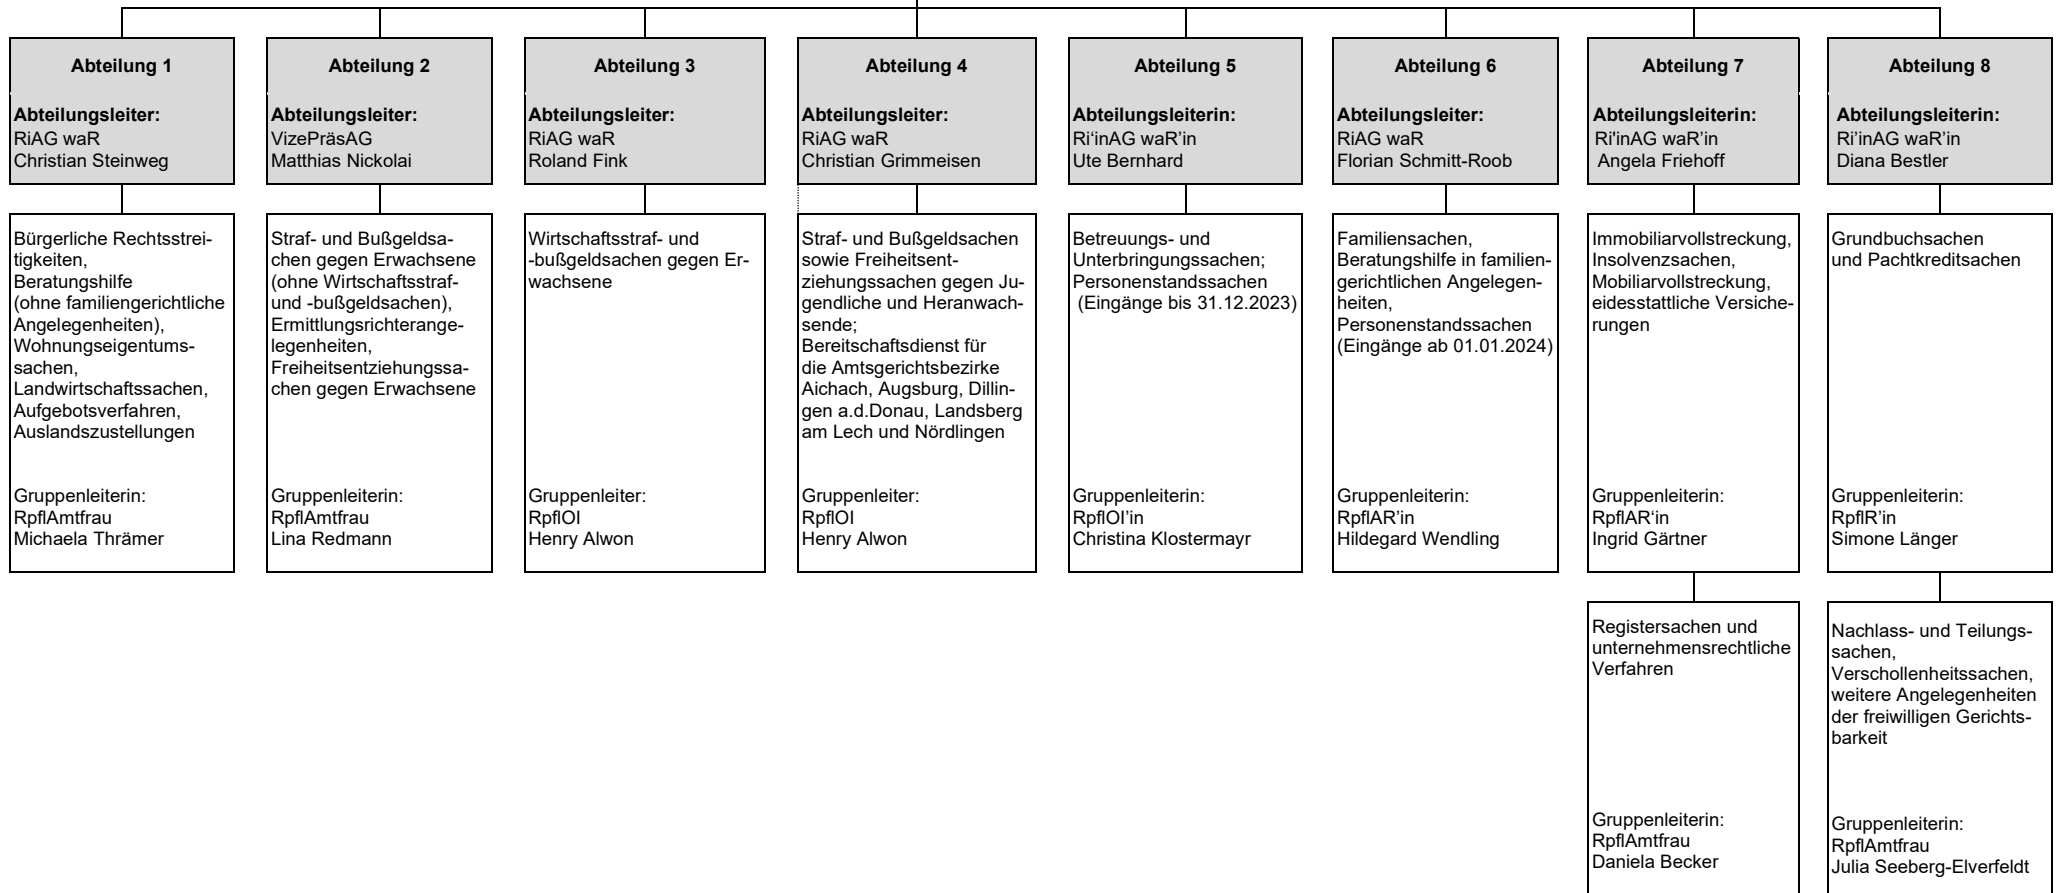 Abteilung 1
Abteilungsleiter:
RiAG waR
Christian Steinweg
Bürgerliche Rechtsstrei-
tigkeiten,
Beratungshilfe
(ohne familiengerichtliche
Angelegenheiten),
Wohnungseigentums-
sachen,
Landwirtschaftssachen,
Aufgebotsverfahren,
Auslandszustellungen
Gruppenleiterin:
RpflAmtfrau
Michaela Thrämer
Abteilung 2
Abteilungsleiter:
VizePräsAG
Matthias Nickolai
Straf- und Bußgeldsa-
chen gegen Erwachsene
(ohne Wirtschaftsstraf-
und -bußgeldsachen),
Ermittlungsrichterange-
legenheiten,
Freiheitsentziehungssa-
chen gegen Erwachsene
Gruppenleiterin:
RpflAmtfrau
Lina Redmann
Abteilung 3
Abteilungsleiter:
RiAG waR
Roland Fink
Wirtschaftsstraf- und
-bußgeldsachen gegen Er-
wachsene
Gruppenleiter:
RpflOI
Henry Alwon
Abteilung 4
Abteilungsleiter:
RiAG waR
Christian Grimmeisen
Straf- und Bußgeldsachen
sowie Freiheitsent-
ziehungssachen gegen Ju-
gendliche und Heranwach-
sende;
Bereitschaftsdienst für
die Amtsgerichtsbezirke
Aichach, Augsburg, Dillin-
gen a.d.Donau, Landsberg
am Lech und Nördlingen
Gruppenleiter:
RpflOI
Henry Alwon
Abteilung 5
Abteilungsleiterin:
Ri‘inAG waR’in
Ute Bernhard
Betreuungs- und
Unterbringungssachen;
Personenstandssachen
(Eingänge bis 31.12.2023)
Gruppenleiterin:
RpflOI’in
Christina Klostermayr
Abteilung 6
Abteilungsleiter:
RiAG waR
Florian Schmitt-Roob
Familiensachen,
Beratungshilfe in familien-
gerichtlichen Angelegen-
heiten,
Personenstandssachen
(Eingänge ab 01.01.2024)
Gruppenleiterin:
RpflAR’in
Hildegard Wendling
Abteilung 7
Abteilungsleiterin:
Ri'inAG waR’in
Angela Friehoff
Immobiliarvollstreckung,
Insolvenzsachen,
Mobiliarvollstreckung,
eidesstattliche Versiche-
rungen
Gruppenleiterin:
RpflAR‘in
Ingrid Gärtner
Registersachen und
unternehmensrechtliche
Verfahren
Gruppenleiterin:
RpflAmtfrau
Daniela Becker
Abteilung 8
Abteilungsleiterin:
Ri’inAG waR’in
Diana Bestler
Grundbuchsachen
und Pachtkreditsachen
Gruppenleiterin:
RpflR’in
Simone Länger
Nachlass- und Teilungs-
sachen,
Verschollenheitssachen,
weitere Angelegenheiten
der freiwilligen Gerichts-
barkeit
Gruppenleiterin:
RpflAmtfrau
Julia Seeberg-Elverfeldt